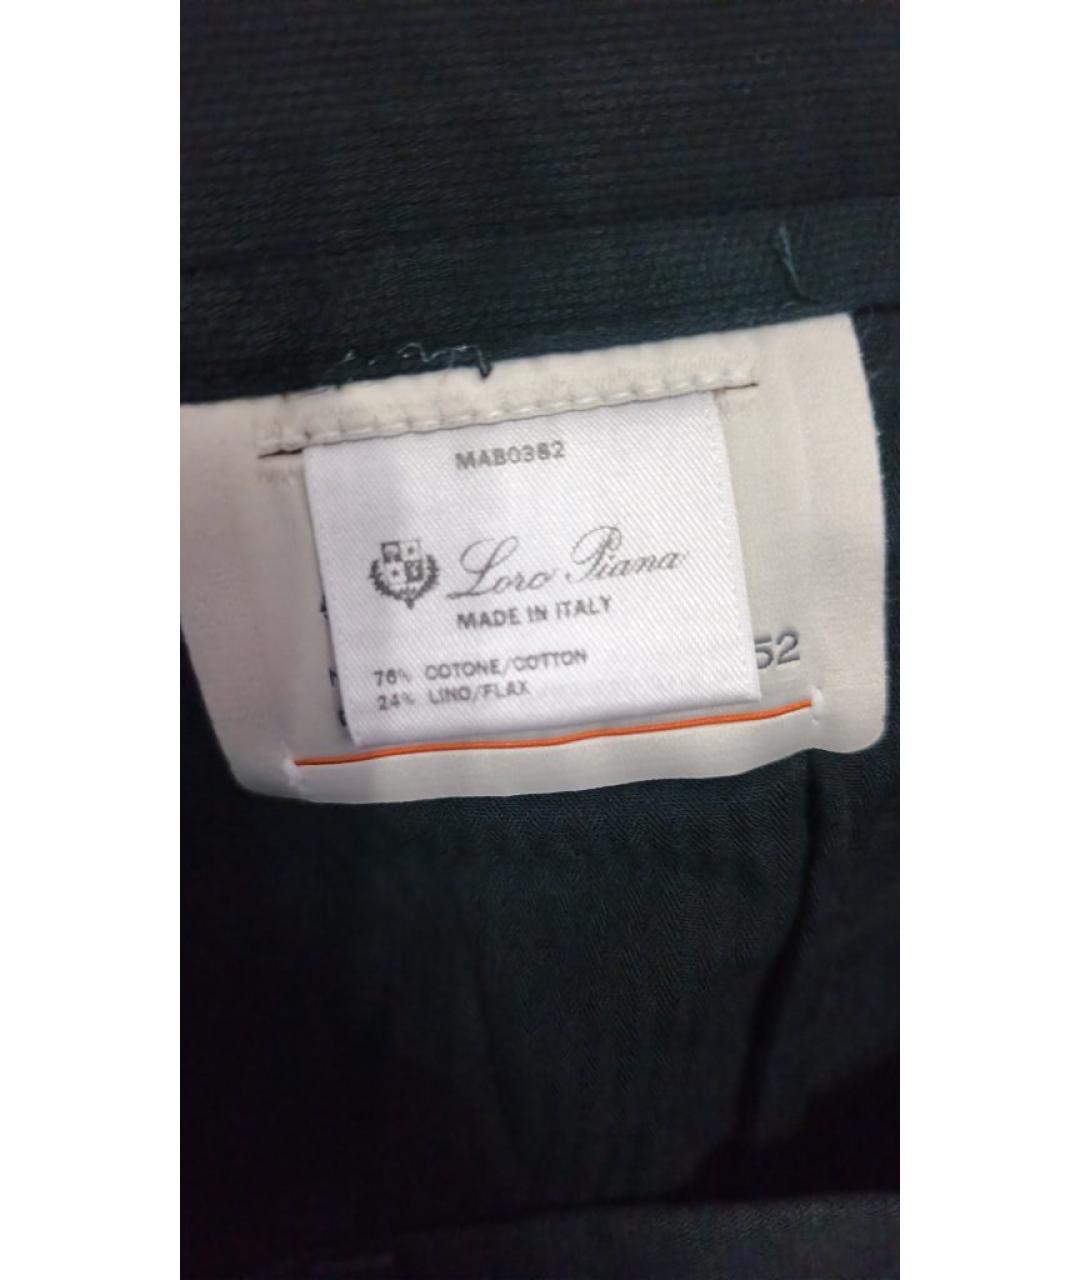 MAB0382
Loro Piana
MADE IN ITALY
52
76% COTONE/COTTON
24% LINO/FLAX